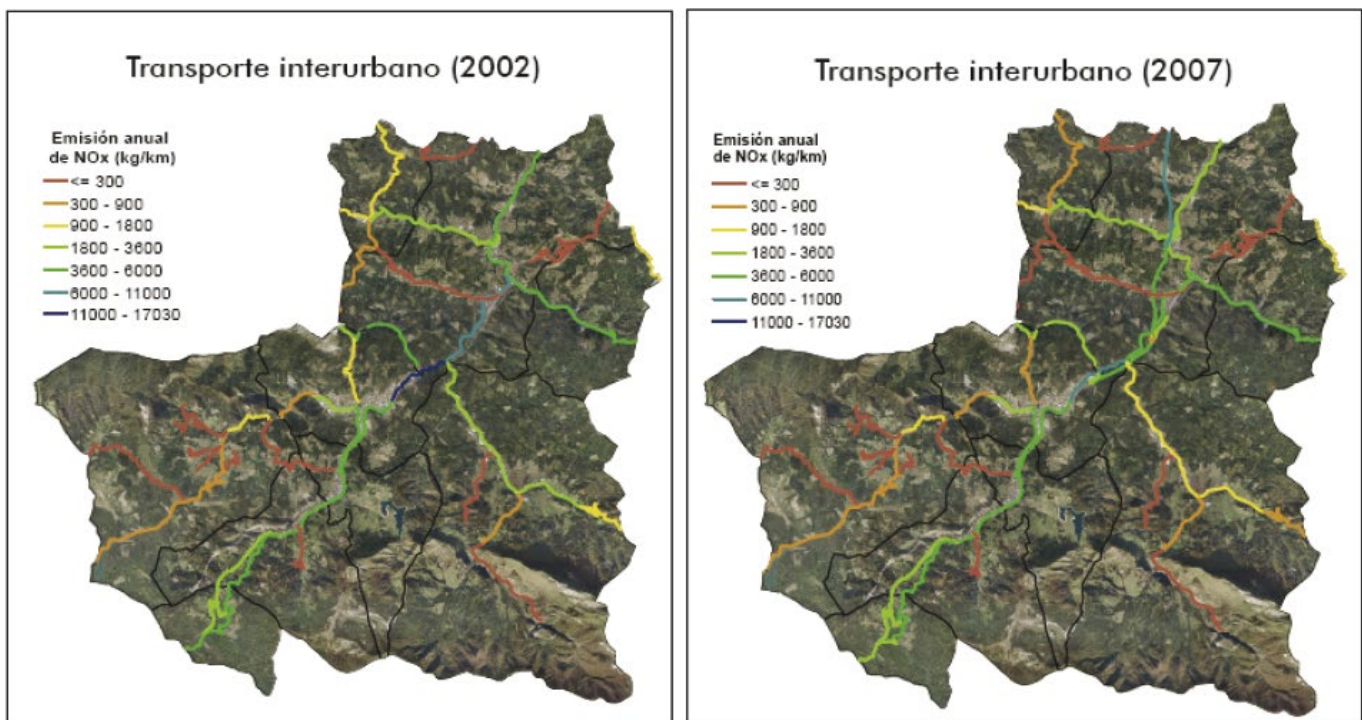 Transporte interurbano (2002)
Emisión anual
de NOx (kg/km)
<= 300
300 - 900
900 - 1800
1800 - 3600
3600 - 6000
6000 - 11000
11000 - 17030
Transporte interurbano (2007)
Emisión anual
de NOx (kg/km)
<= 300
300 - 900
900 - 1800
1800 - 3600
3600 - 6000
6000 - 11000
11000 - 17030